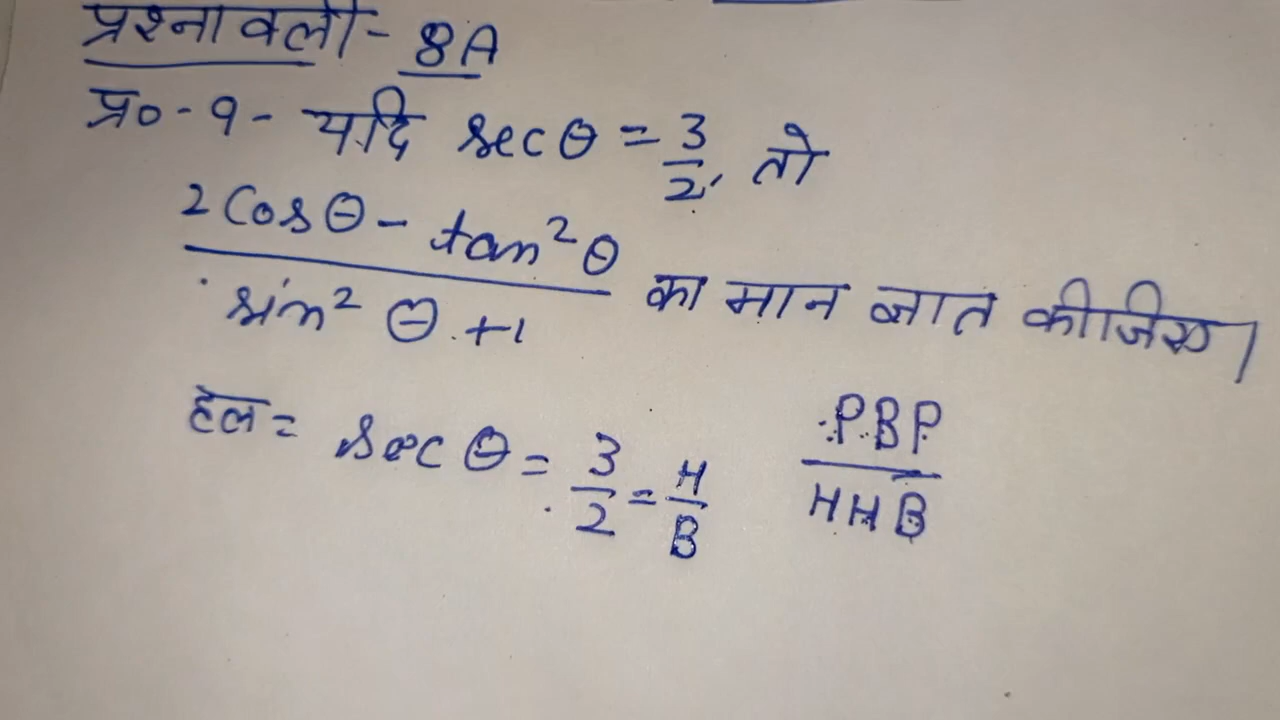 प्रश्नावली- 8A
प्र०-9- यदि secθ = 3/2, तो
2cosθ - tan²θ
sin²θ +1
का मान ज्ञात कीजिए।
हल= secθ = 3/2 = H/B
PBP
HHB